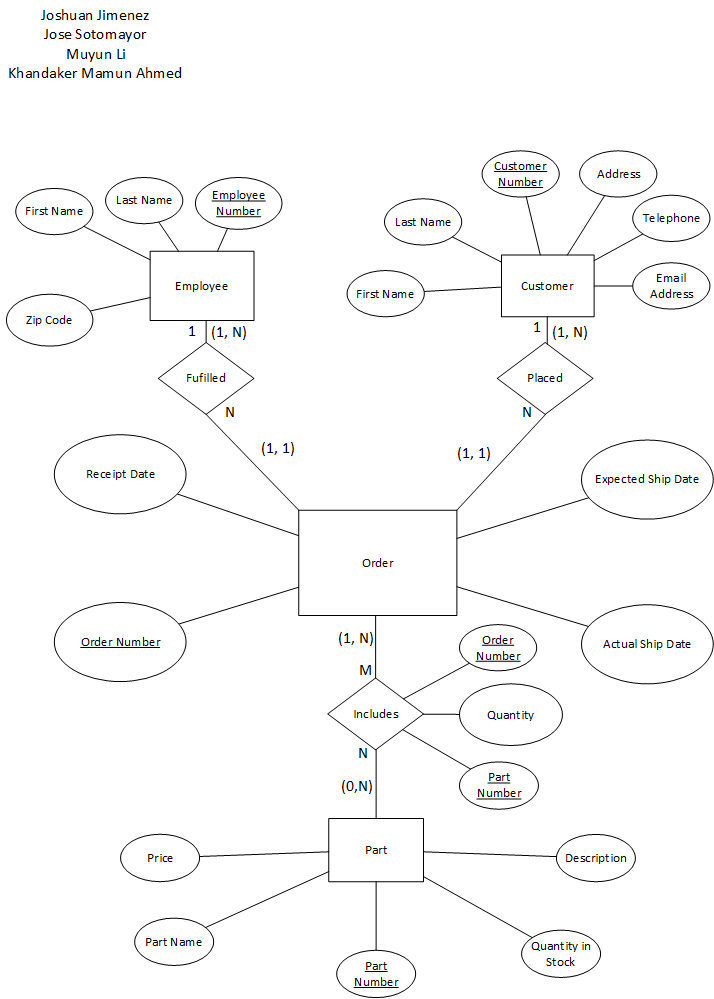 Joshuan Jimenez
Jose Sotomayor
Muyun Li
Khandaker Mamun Ahmed
Customer
Number
Address
Last Name
Employee
Number
First Name
Last Name
Telephone
Employee
Customer
Email
Address
First Name
Zip Code
1
(1, N)
1
(1, N)
Fufilled
Placed
N
N
(1, 1)
(1, 1)
Receipt Date
Expected Ship Date
Order
Order Number
(1, N)
Order
Number
Actual Ship Date
M
Includes
Quantity
N
(0,N)
Part
Number
Price
Part
Description
Part Name
Part
Number
Quantity in
Stock